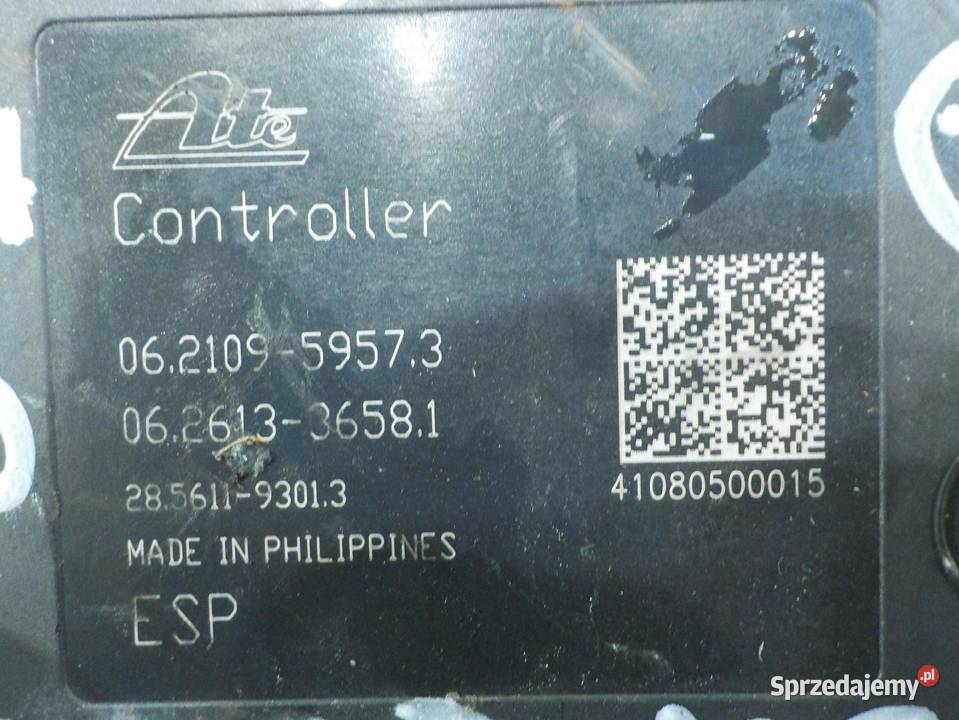 Ate
Controller
06.2109-5957.3
06.2613-3658.1
28.5611-9301.3
MADE IN PHILIPPINES
ESP
41080500015
Sprzedajemy.pl